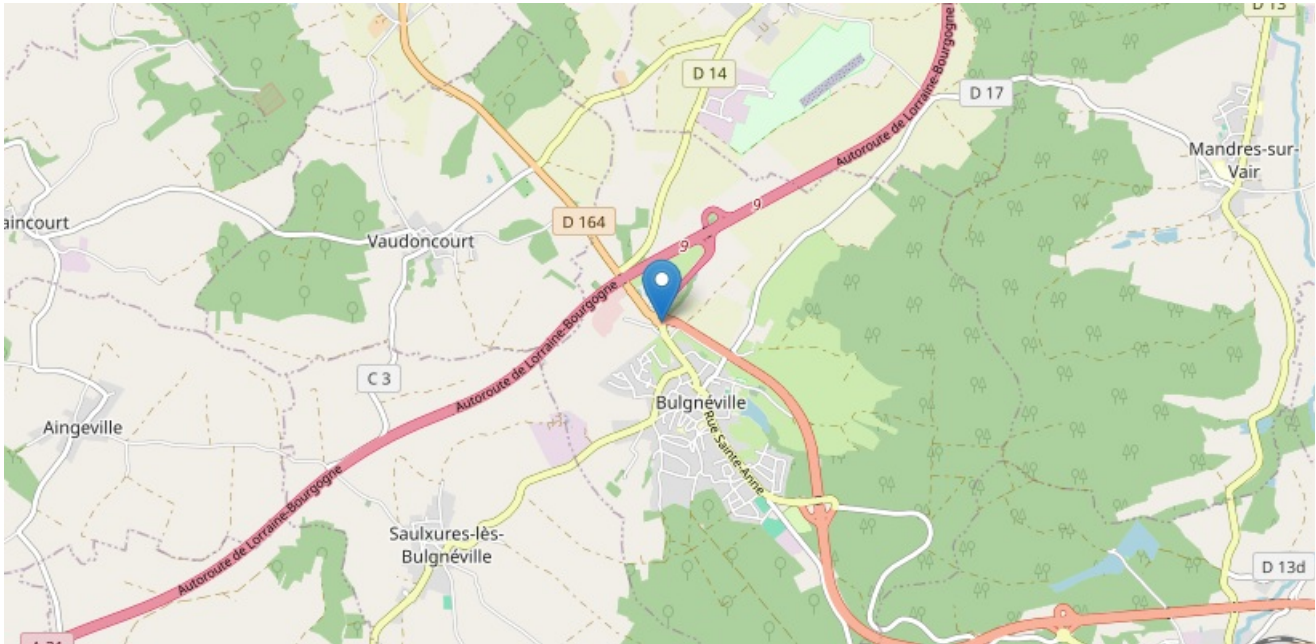 D 13
D 14
D 17
Autoroute de Lorraine-Bourgogne
Mandres-sur-
Vair
aincourt
D 164
9
Vaudoncourt
9
Autoroute de Lorraine-Bourgogne
C 3
Bulgnéville
Aingeville
Rue Sainte-Anne
Autoroute de Lorraine-Bourgogne
Saulxures-lès-
Bulgnéville
D 13d
A 31